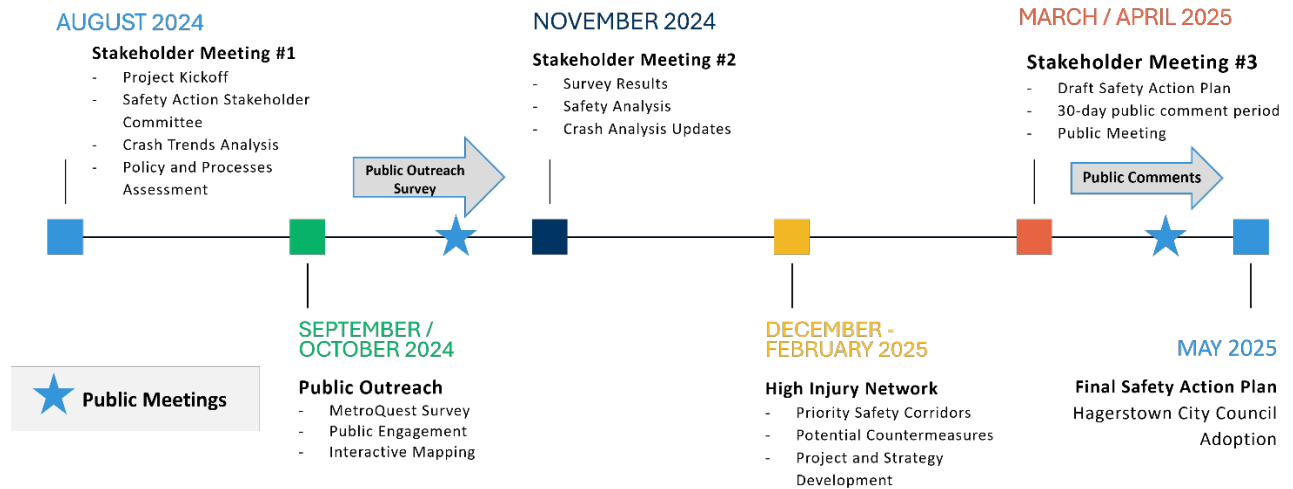 AUGUST 2024
Stakeholder Meeting #1
- Project Kickoff
- Safety Action Stakeholder
Committee
- Crash Trends Analysis
- Policy and Processes
Assessment
Public Outreach
Survey
NOVEMBER 2024
Stakeholder Meeting #2
- Survey Results
- Safety Analysis
- Crash Analysis Updates
MARCH / APRIL 2025
Stakeholder Meeting #3
- Draft Safety Action Plan
- 30-day public comment period
- Public Meeting
Public Comments
Public Meetings
SEPTEMBER /
OCTOBER 2024
Public Outreach
- MetroQuest Survey
- Public Engagement
- Interactive Mapping
DECEMBER -
FEBRUARY 2025
High Injury Network
- Priority Safety Corridors
- Potential Countermeasures
- Project and Strategy
Development
MAY 2025
Final Safety Action Plan
Hagerstown City Council
Adoption